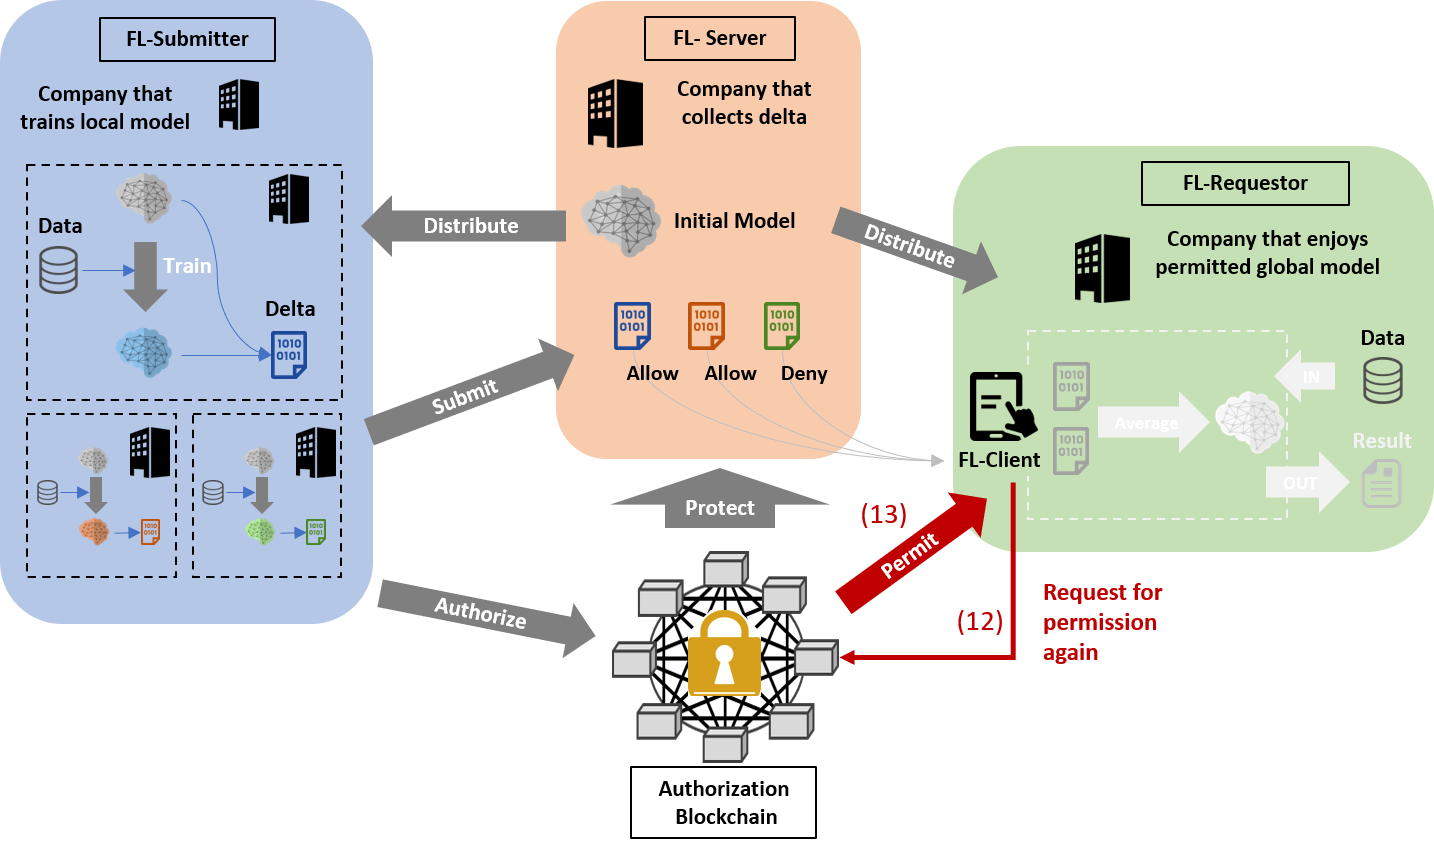 FL-Submitter
Company that
trains local model
Data
Train
Delta
1010
0101
1010
0101
1010
0101
Distribute
Submit
Authorize
FL- Server
Company that
collects delta
Initial Model
1010
0101
1010
0101
1010
0101
Allow
Allow
Deny
Protect
Distribute
FL-Requestor
Company that enjoys
permitted global model
Data
IN
1010
0101
1010
0101
Average
Result
OUT
FL-Client
(13)
Permit
(12)
Request for
permission
again
Authorization
Blockchain